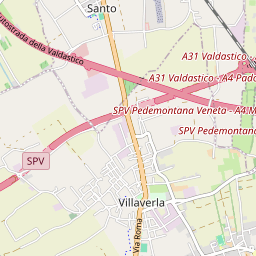 Santo
Autostrada della Valdastico
A31 Valdastico -
A31 Valdastico - A4 Pado
SPV Pedemontana Veneta - A4 M
SPV Pedemontana
SPV
Villaverla
Via Roma